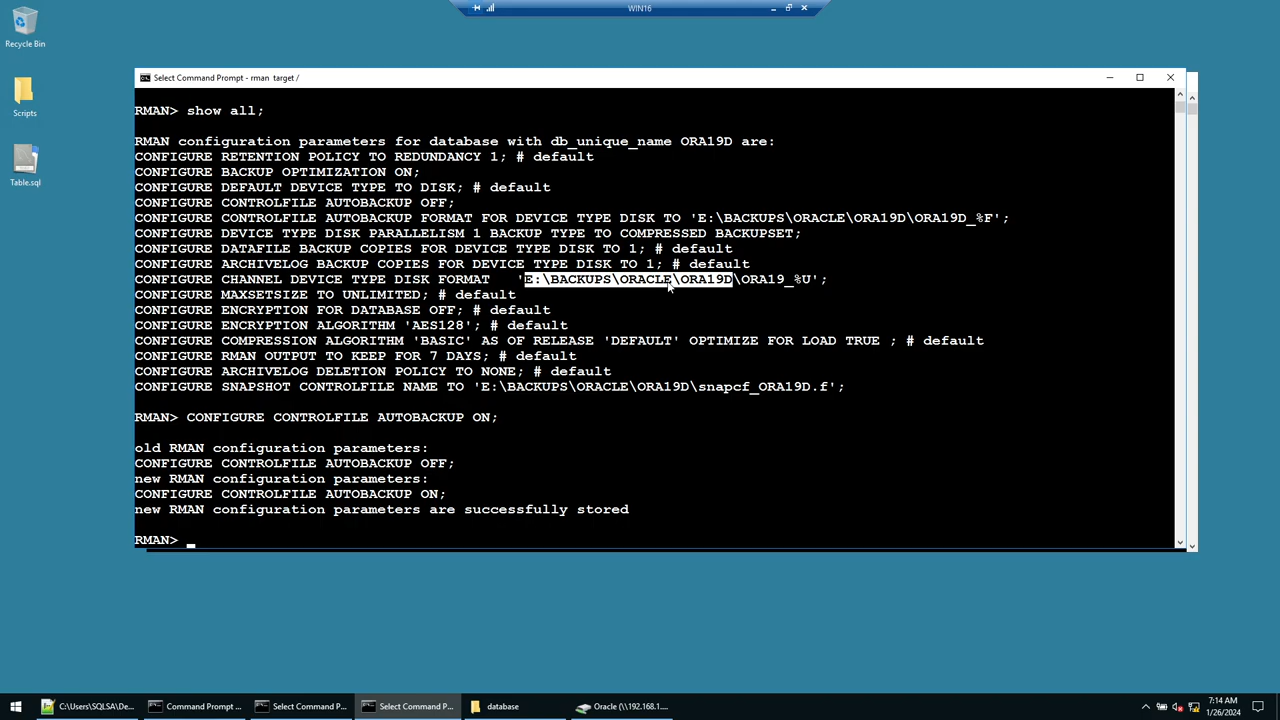 WIN16
Recycle Bin
Scripts
Table.sql
Select Command Prompt - rman target /
RMAN> show all;
RMAN configuration parameters for database with db_unique_name ORA19D are:
CONFIGURE RETENTION POLICY TO REDUNDANCY 1; # default
CONFIGURE BACKUP OPTIMIZATION ON;
CONFIGURE DEFAULT DEVICE TYPE TO DISK; # default
CONFIGURE CONTROLFILE AUTOBACKUP OFF;
CONFIGURE CONTROLFILE AUTOBACKUP FORMAT FOR DEVICE TYPE DISK TO 'E:\BACKUPS\ORACLE\ORA19D\ORA19D_%F';
CONFIGURE DEVICE TYPE DISK PARALLELISM 1 BACKUP TYPE TO COMPRESSED BACKUPSET;
CONFIGURE DATAFILE BACKUP COPIES FOR DEVICE TYPE DISK TO 1; # default
CONFIGURE ARCHIVELOG BACKUP COPIES FOR DEVICE TYPE DISK TO 1; # default
CONFIGURE CHANNEL DEVICE TYPE DISK FORMAT   'E:\BACKUPS\ORACLE\ORA19D\ORA19_%U';
CONFIGURE MAXSETSIZE TO UNLIMITED; # default
CONFIGURE ENCRYPTION FOR DATABASE OFF; # default
CONFIGURE ENCRYPTION ALGORITHM 'AES128'; # default
CONFIGURE COMPRESSION ALGORITHM 'BASIC' AS OF RELEASE 'DEFAULT' OPTIMIZE FOR LOAD TRUE ; # default
CONFIGURE RMAN OUTPUT TO KEEP FOR 7 DAYS; # default
CONFIGURE ARCHIVELOG DELETION POLICY TO NONE; # default
CONFIGURE SNAPSHOT CONTROLFILE NAME TO 'E:\BACKUPS\ORACLE\ORA19D\snapcf_ORA19D.f';
RMAN> CONFIGURE CONTROLFILE AUTOBACKUP ON;
old RMAN configuration parameters:
CONFIGURE CONTROLFILE AUTOBACKUP OFF;
new RMAN configuration parameters:
CONFIGURE CONTROLFILE AUTOBACKUP ON;
new RMAN configuration parameters are successfully stored
RMAN>
C:\Users\SQLSA\De...
Command Prompt ...
Select Command P...
Select Command P...
database
Oracle (\\192.168.1....
7:14 AM
1/26/2024